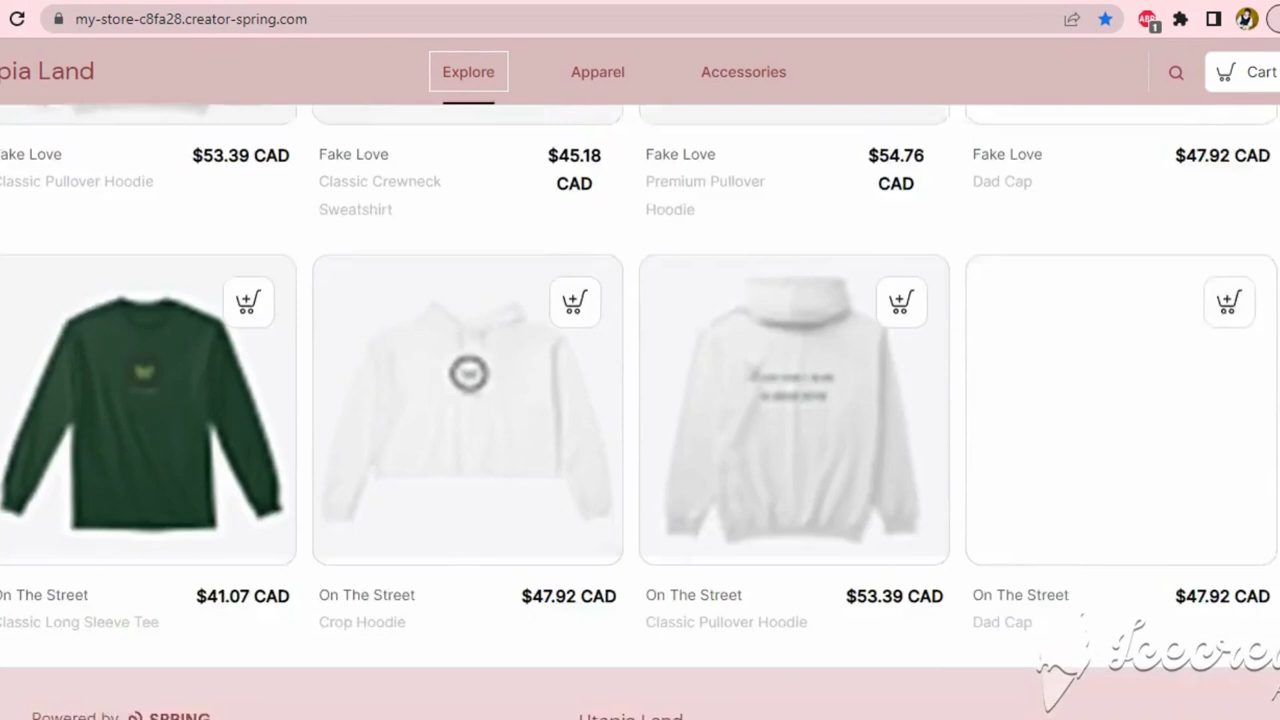 my-store-c8fa28.creator-spring.com
pia Land
Explore
Apparel
Accessories
Cart
ake Love $53.39 CAD
Classic Pullover Hoodie
Fake Love $45.18
Classic Crewneck CAD
Sweatshirt
Fake Love $54.76
Premium Pullover CAD
Hoodie
Fake Love $47.92 CAD
Dad Cap
On The Street $41.07 CAD
Classic Long Sleeve Tee
On The Street $47.92 CAD
Crop Hoodie
On The Street $53.39 CAD
Classic Pullover Hoodie
On The Street $47.92 CAD
Dad Cap
Powered by SPRING
Utopia Land